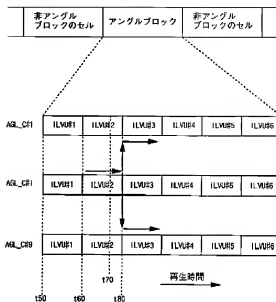 非アングル
ブロックのセル
アングルブロック
非アングル
ブロックのセル
AGL_C#1 ILVU#1 ILVU#2 ILVU#3 ILVU#4 ILVU#5 ILVU#6
AGL_C#i ILVU#1 ILVU#2 ILVU#3 ILVU#4 ILVU#5 ILVU#6
AGL_C#9 ILVU#1 ILVU#2 ILVU#3 ILVU#4 ILVU#5 ILVU#6
t50 t60 t70 t80
再生時間